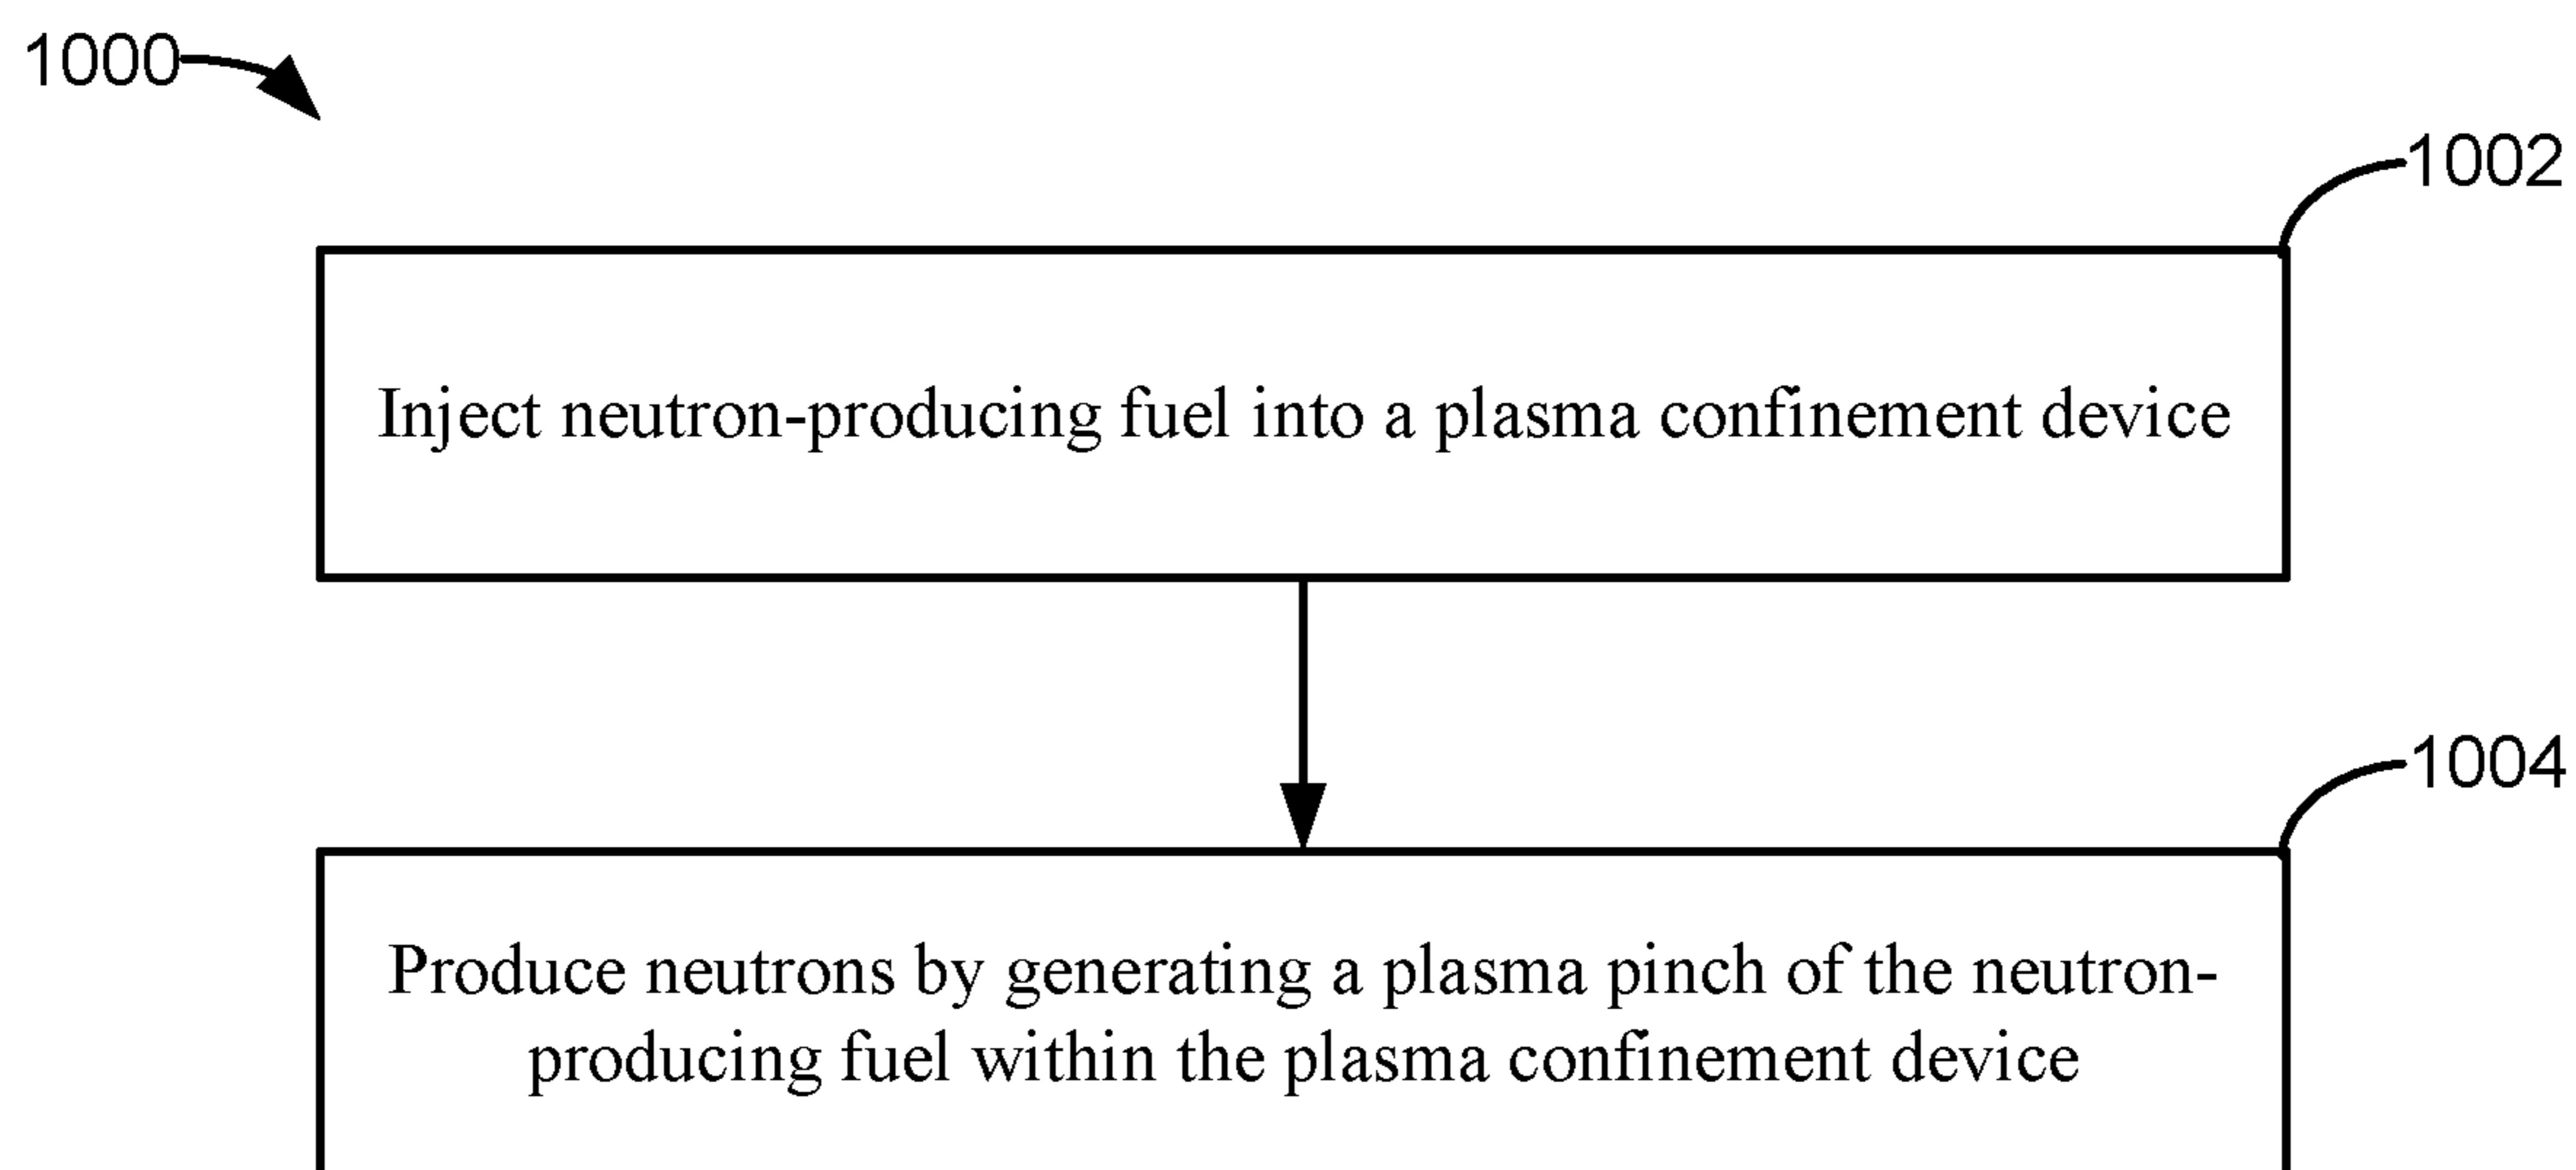 1000
1002
Inject neutron-producing fuel into a plasma confinement device
1004
Produce neutrons by generating a plasma pinch of the neutron-
producing fuel within the plasma confinement device